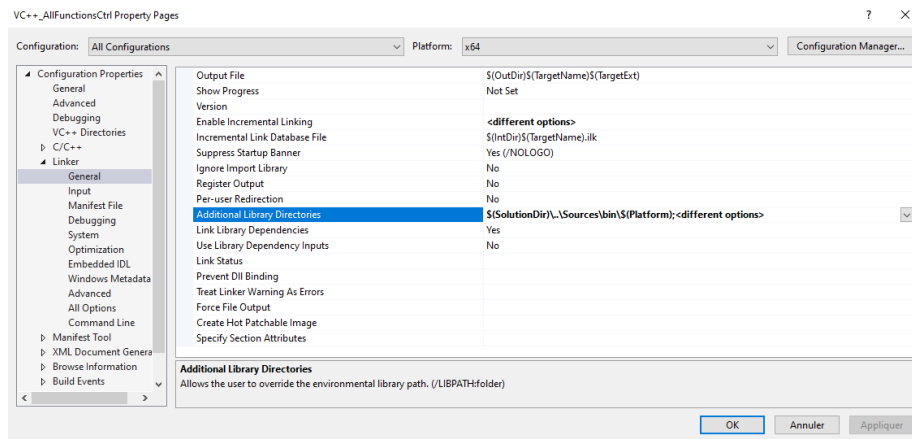 VC++_AllFunctionsCtrl Property Pages
Configuration: All Configurations Platform: x64 Configuration Manager...
Configuration Properties
General
Advanced
Debugging
VC++ Directories
C/C++
Linker
General
Input
Manifest File
Debugging
System
Optimization
Embedded IDL
Windows Metadata
Advanced
All Options
Command Line
Manifest Tool
XML Document Genera
Browse Information
Build Events
Output File $(OutDir)$(TargetName)$(TargetExt)
Show Progress Not Set
Version
Enable Incremental Linking <different options>
Incremental Link Database File $(IntDir)$(TargetName).ilk
Suppress Startup Banner Yes (/NOLOGO)
Ignore Import Library No
Register Output No
Per-user Redirection No
Additional Library Directories $(SolutionDir)\..\Sources\bin\$(Platform);<different options>
Link Library Dependencies Yes
Use Library Dependency Inputs No
Link Status
Prevent Dll Binding
Treat Linker Warning As Errors
Force File Output
Create Hot Patchable Image
Specify Section Attributes
Additional Library Directories
Allows the user to override the environmental library path. (/LIBPATH:folder)
OK Annuler Appliquer